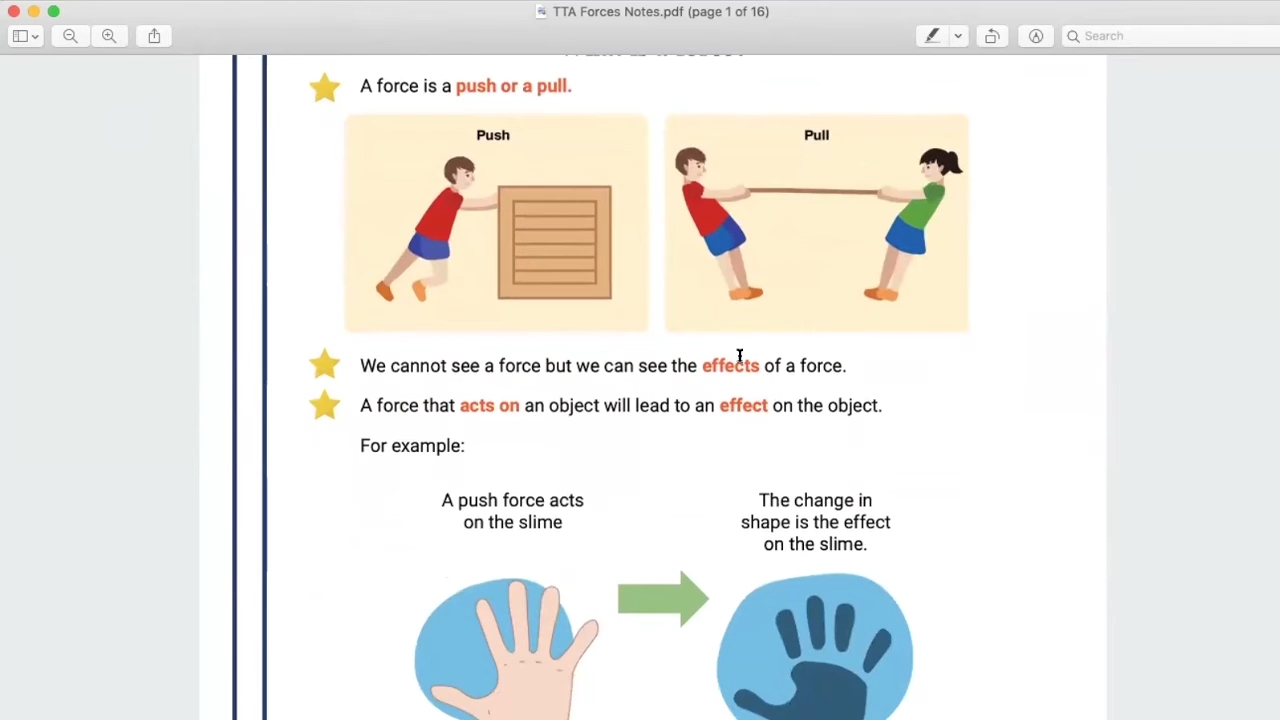 TTA Forces Notes.pdf (page 1 of 16)
Search
A force is a push or a pull.
Push
Pull
We cannot see a force but we can see the effects of a force.
A force that acts on an object will lead to an effect on the object.
For example:
A push force acts
on the slime
The change in
shape is the effect
on the slime.